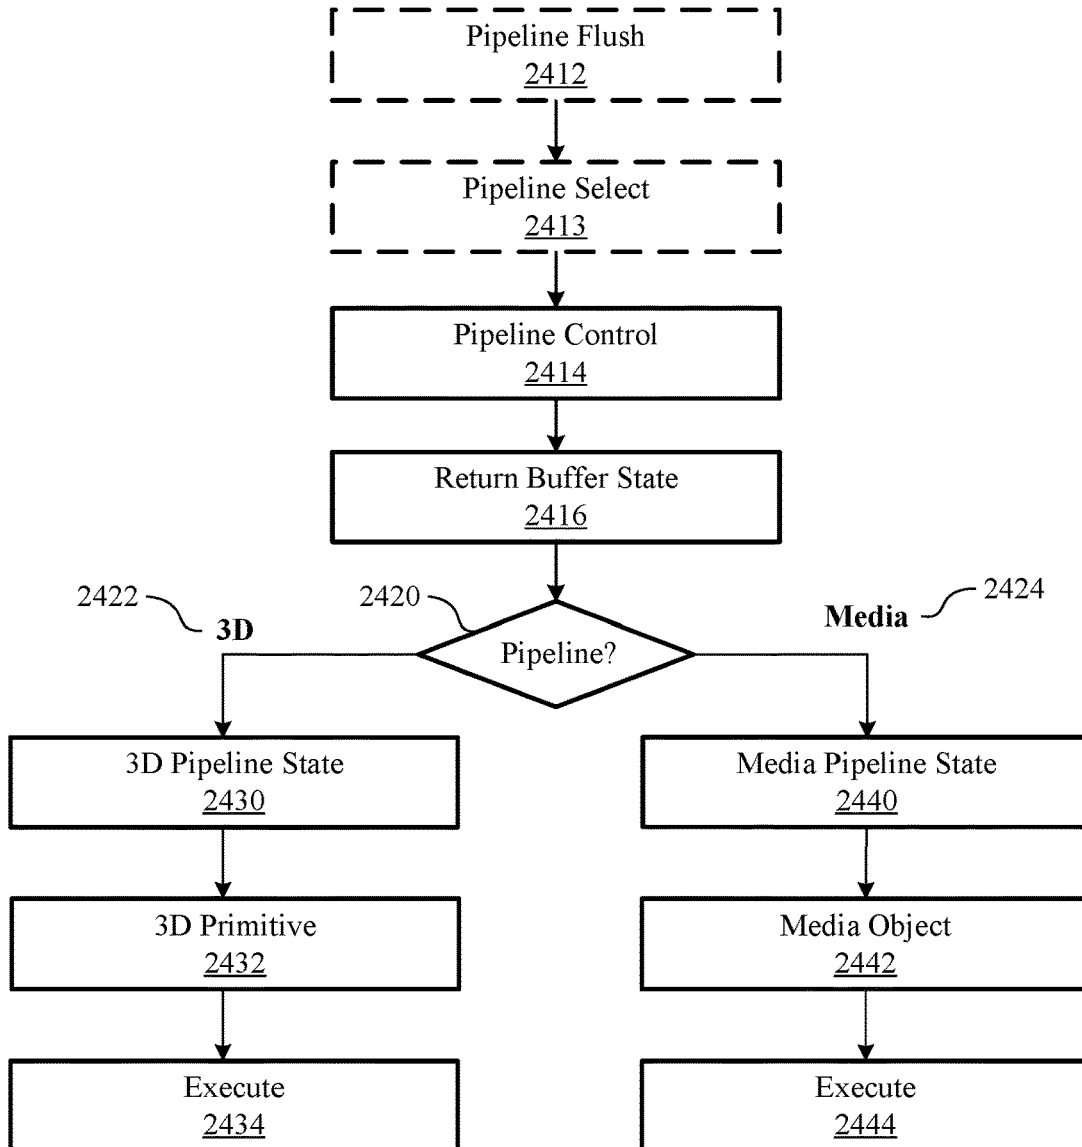 Pipeline Flush
2412
Pipeline Select
2413
Pipeline Control
2414
Return Buffer State
2416
2422
3D
2420
Pipeline?
Media
2424
3D Pipeline State
2430
Media Pipeline State
2440
3D Primitive
2432
Media Object
2442
Execute
2434
Execute
2444